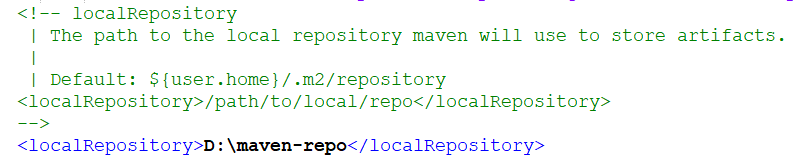 <!-- localRepository
| The path to the local repository maven will use to store artifacts.
|
| Default: ${user.home}/.m2/repository
<localRepository>/path/to/local/repo</localRepository>
-->
<localRepository>D:\maven-repo</localRepository>